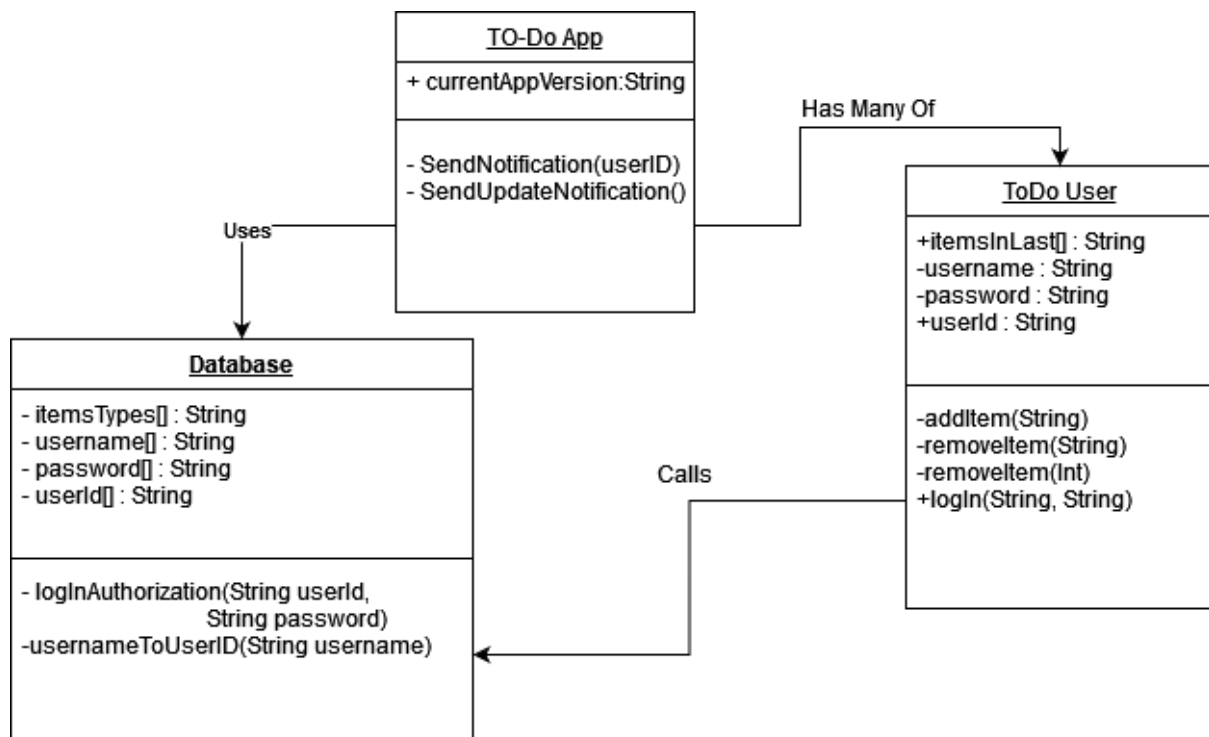 TO-Do App
+ currentAppVersion:String
- SendNotification(userID)
- SendUpdateNotification()
Has Many Of
Uses
ToDo User
+itemsInLast[] : String
-username : String
-password : String
+userId : String
-addItem(String)
-removeItem(String)
-removeItem(Int)
+logIn(String, String)
Calls
Database
- itemsTypes[] : String
- username[] : String
- password[] : String
- userId[] : String
- logInAuthorization(String userId,
String password)
-usernameToUserID(String username)